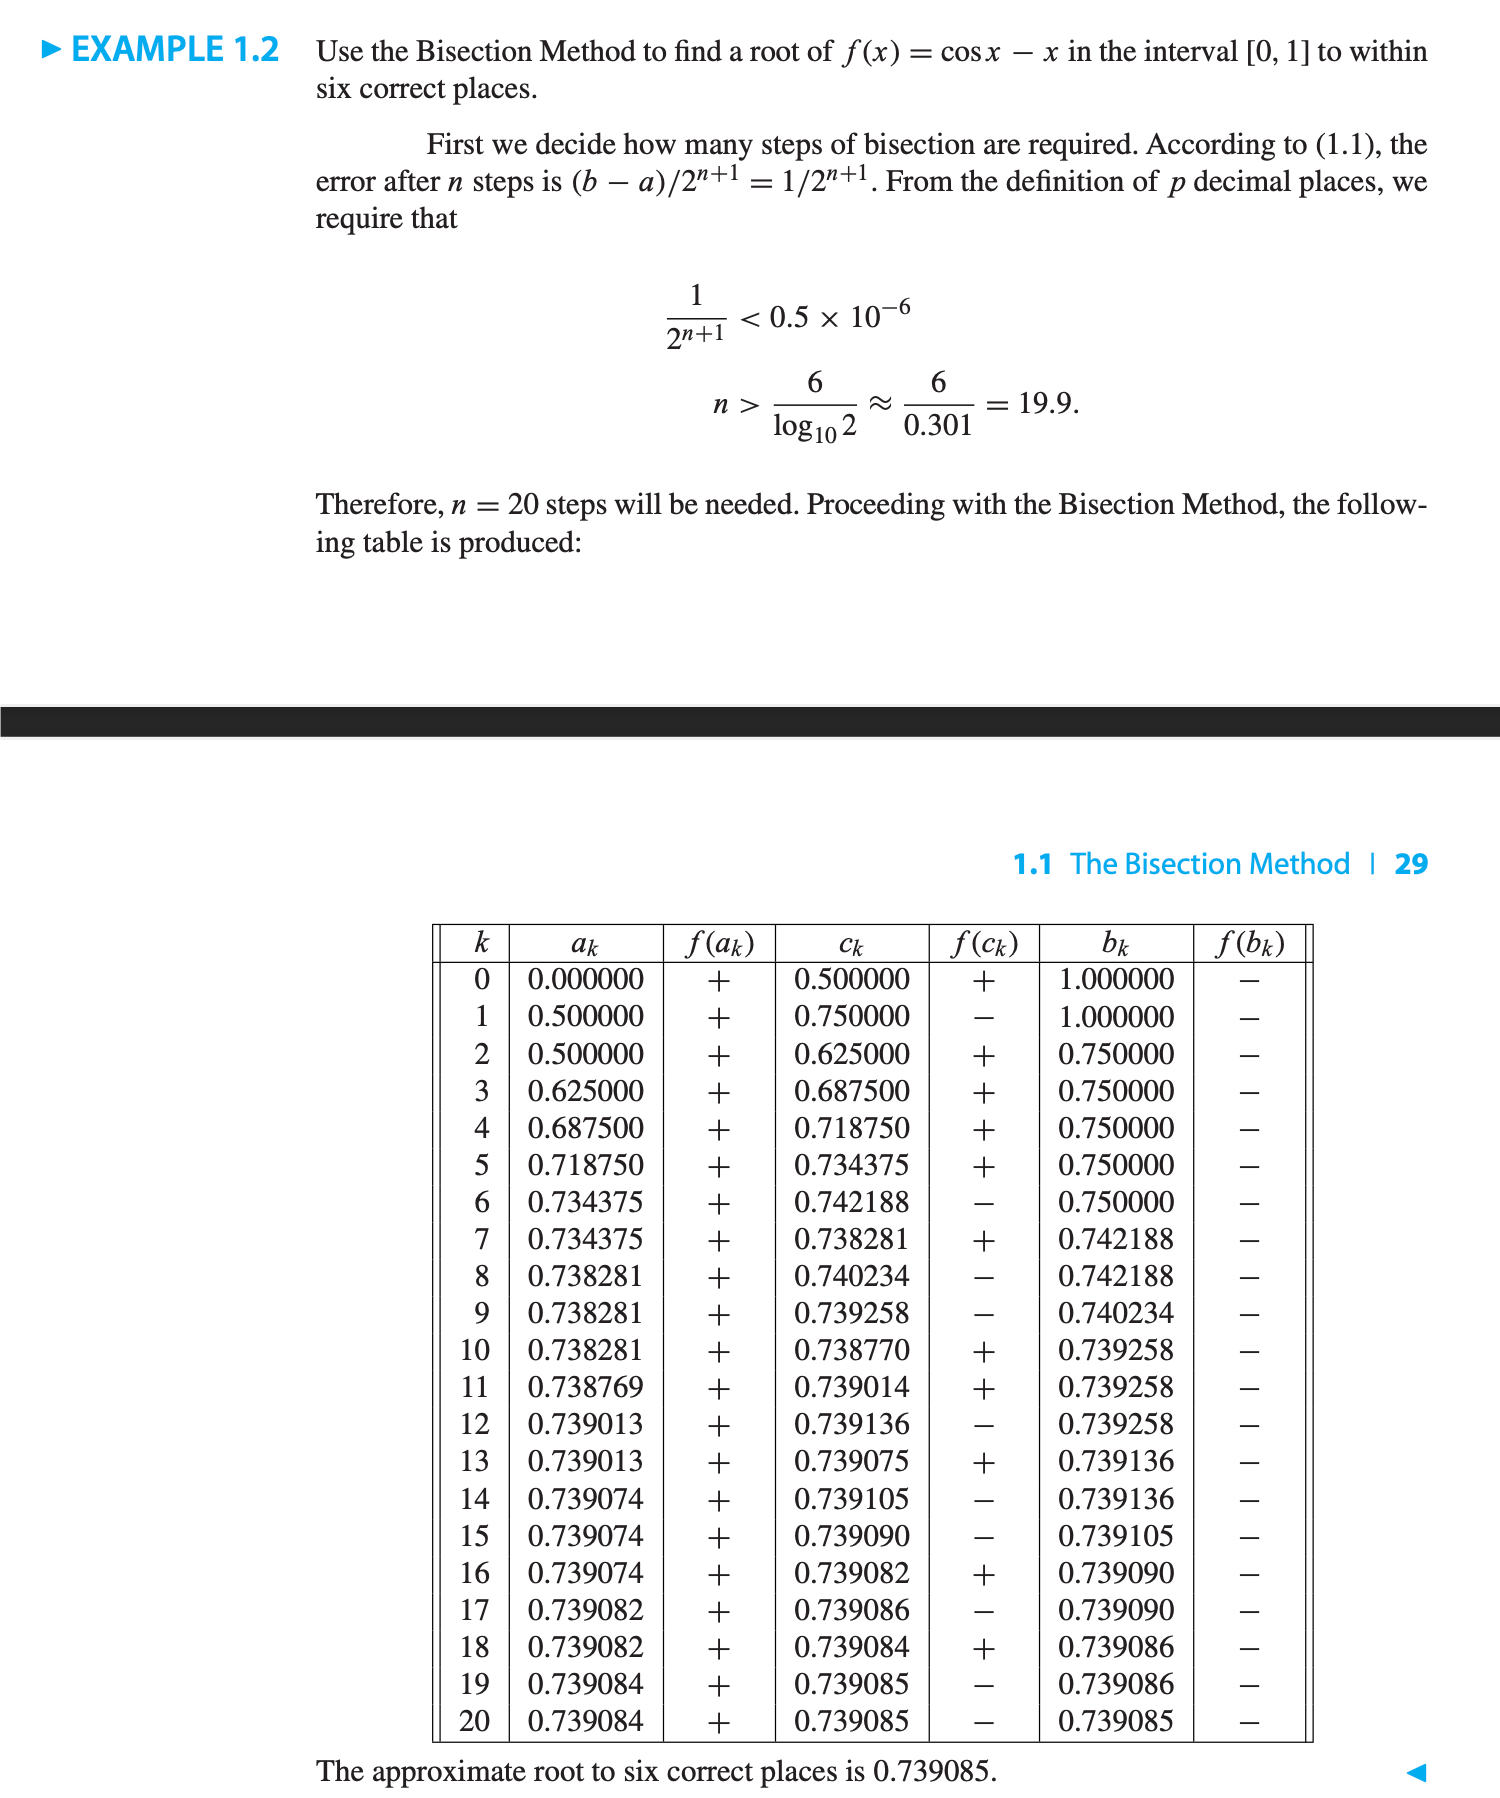 ▶ EXAMPLE 1.2 Use the Bisection Method to find a root of f(x) = cos x − x in the interval [0, 1] to within
six correct places.
First we decide how many steps of bisection are required. According to (1.1), the
error after n steps is (b − a)/2^{n+1} = 1/2^{n+1}. From the definition of p decimal places, we
require that
1/2^{n+1} < 0.5 × 10^{−6}
n > 6/log_{10} 2 ≈ 6/0.301 = 19.9.
Therefore, n = 20 steps will be needed. Proceeding with the Bisection Method, the follow-
ing table is produced:
1.1 The Bisection Method | 29
k a_k f(a_k) c_k f(c_k) b_k f(b_k)
0 0.000000 + 0.500000 + 1.000000 −
1 0.500000 + 0.750000 − 1.000000 −
2 0.500000 + 0.625000 + 0.750000 −
3 0.625000 + 0.687500 + 0.750000 −
4 0.687500 + 0.718750 + 0.750000 −
5 0.718750 + 0.734375 + 0.750000 −
6 0.734375 + 0.742188 − 0.750000 −
7 0.734375 + 0.738281 + 0.742188 −
8 0.738281 + 0.740234 − 0.742188 −
9 0.738281 + 0.739258 − 0.740234 −
10 0.738281 + 0.738770 + 0.739258 −
11 0.738769 + 0.739014 + 0.739258 −
12 0.739013 + 0.739136 − 0.739258 −
13 0.739013 + 0.739075 + 0.739136 −
14 0.739074 + 0.739105 − 0.739136 −
15 0.739074 + 0.739090 − 0.739105 −
16 0.739074 + 0.739082 + 0.739090 −
17 0.739082 + 0.739086 − 0.739090 −
18 0.739082 + 0.739084 + 0.739086 −
19 0.739084 + 0.739085 − 0.739086 −
20 0.739084 + 0.739085 − 0.739085 −
The approximate root to six correct places is 0.739085. ◀